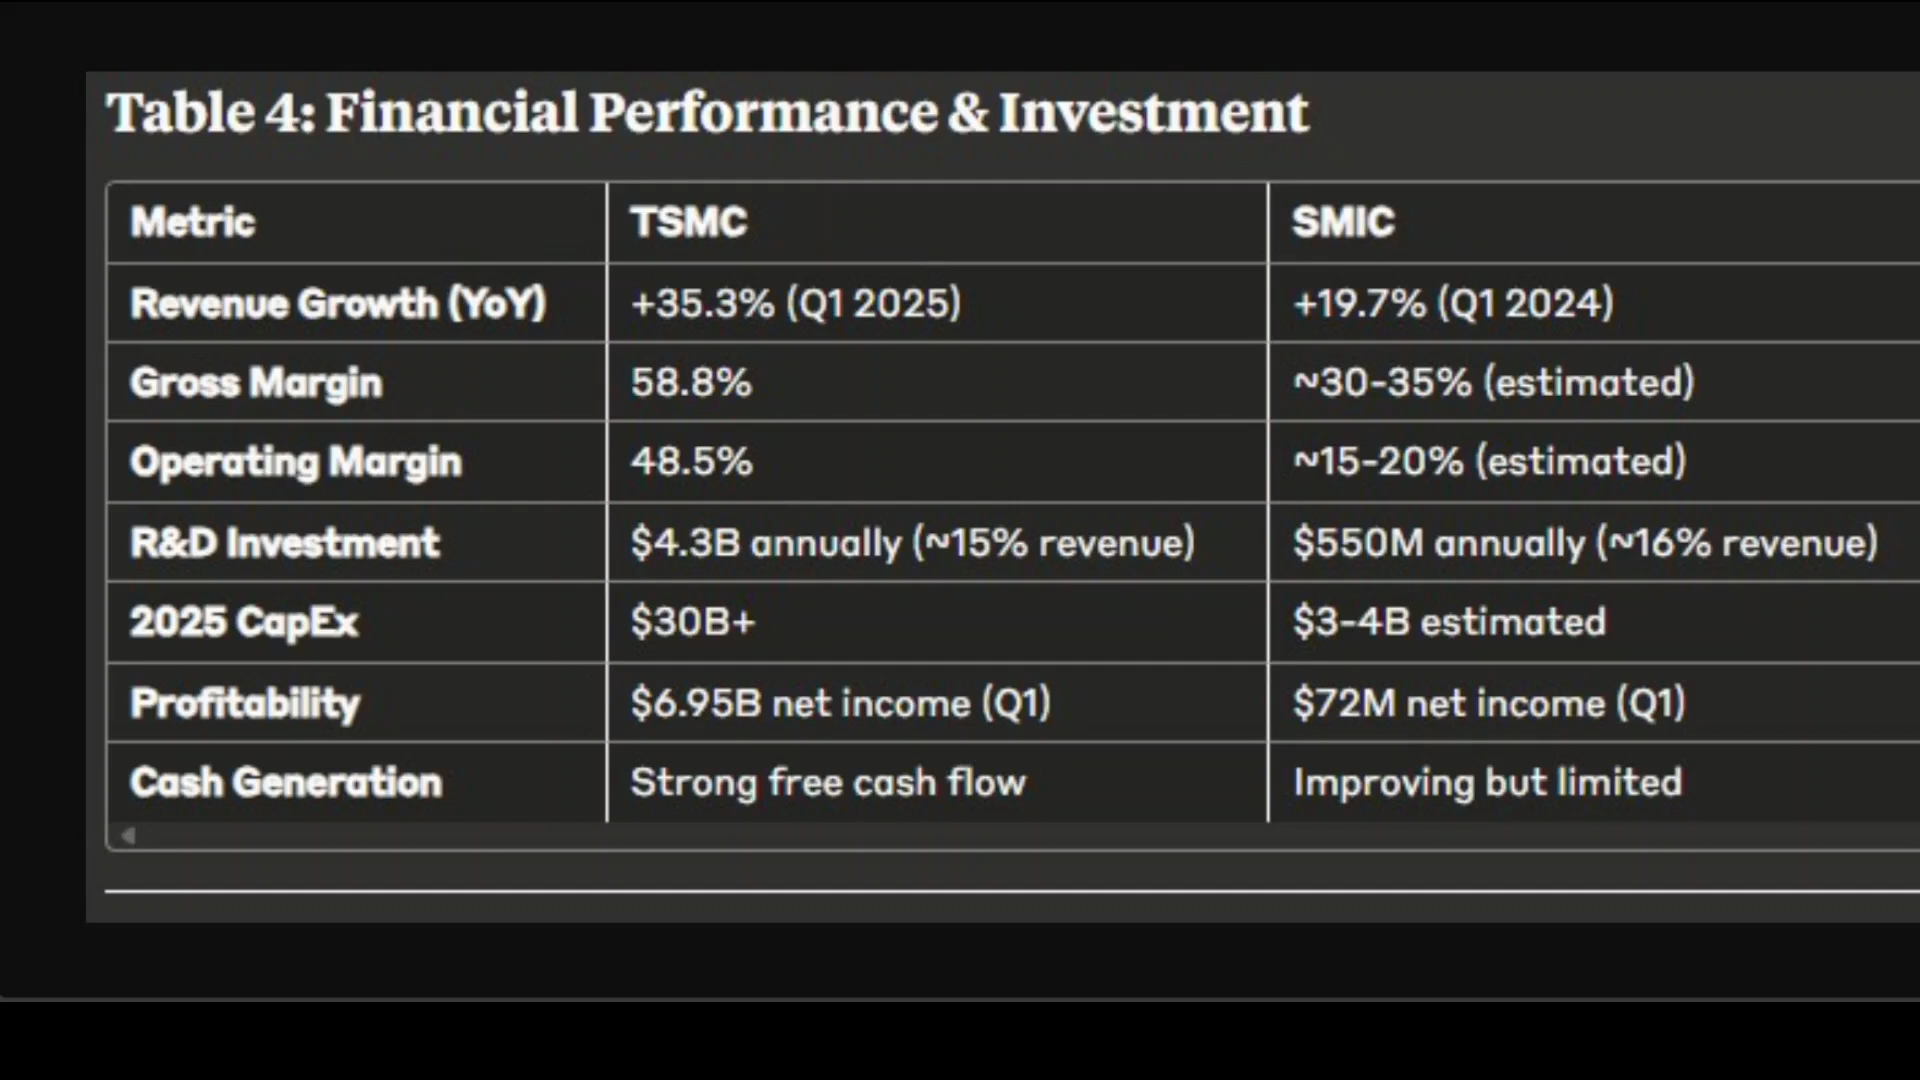 Table 4: Financial Performance & Investment
Metric TSMC SMIC
Revenue Growth (YoY) +35.3% (Q1 2025) +19.7% (Q1 2024)
Gross Margin 58.8% ~30-35% (estimated)
Operating Margin 48.5% ~15-20% (estimated)
R&D Investment $4.3B annually (~15% revenue) $550M annually (~16% revenue)
2025 CapEx $30B+ $3-4B estimated
Profitability $6.95B net income (Q1) $72M net income (Q1)
Cash Generation Strong free cash flow Improving but limited